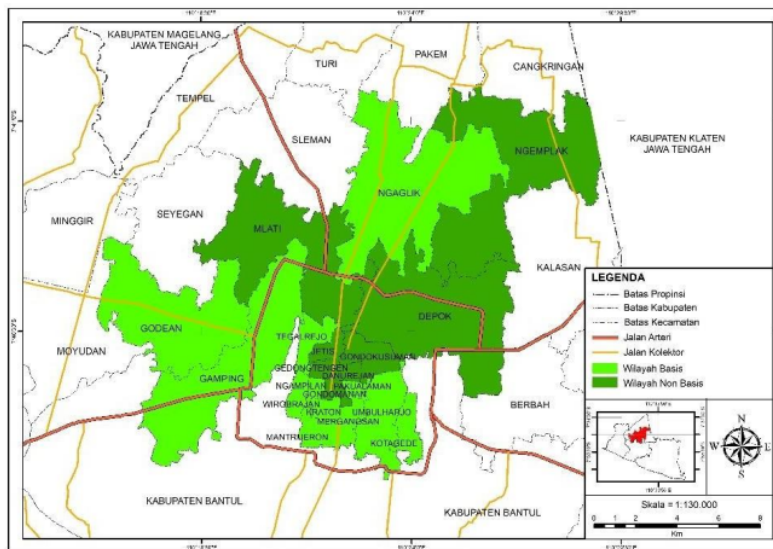 KABUPATEN MAGELANG
JAWA TENGAH
PAKEM
TURI
CANGKRINGAN
TEMPEL
SLEMAN
KABUPATEN KLATEN
JAWA TENGAH
NGEMPLAK
NGAGLIK
MINGGIR
SEYEGAN
MLATI
KALASAN
GODEAN
DEPOK
TEGALREJO
MOYUDAN
JETIS
GONDOKUSUMAN
GEDONGTENGEN
DANUREJAN
GAMPING
NGAMPILAN
PAKUALAMAN
GONDOMANAN
WIROBRAJAN
KRATON
UMBULHARJO
MERGANGSAN
BERBAH
MANTRIJERON
KOTAGEDE
KABUPATEN BANTUL
KABUPATEN BANTUL
LEGENDA
Batas Propinsi
Batas Kabupaten
Batas Kecamatan
Jalan Arteri
Jalan Kolektor
Wilayah Basis
Wilayah Non Basis
N
W
E
S
Skala = 1:130.000
0 1 2 4 6 8
Km